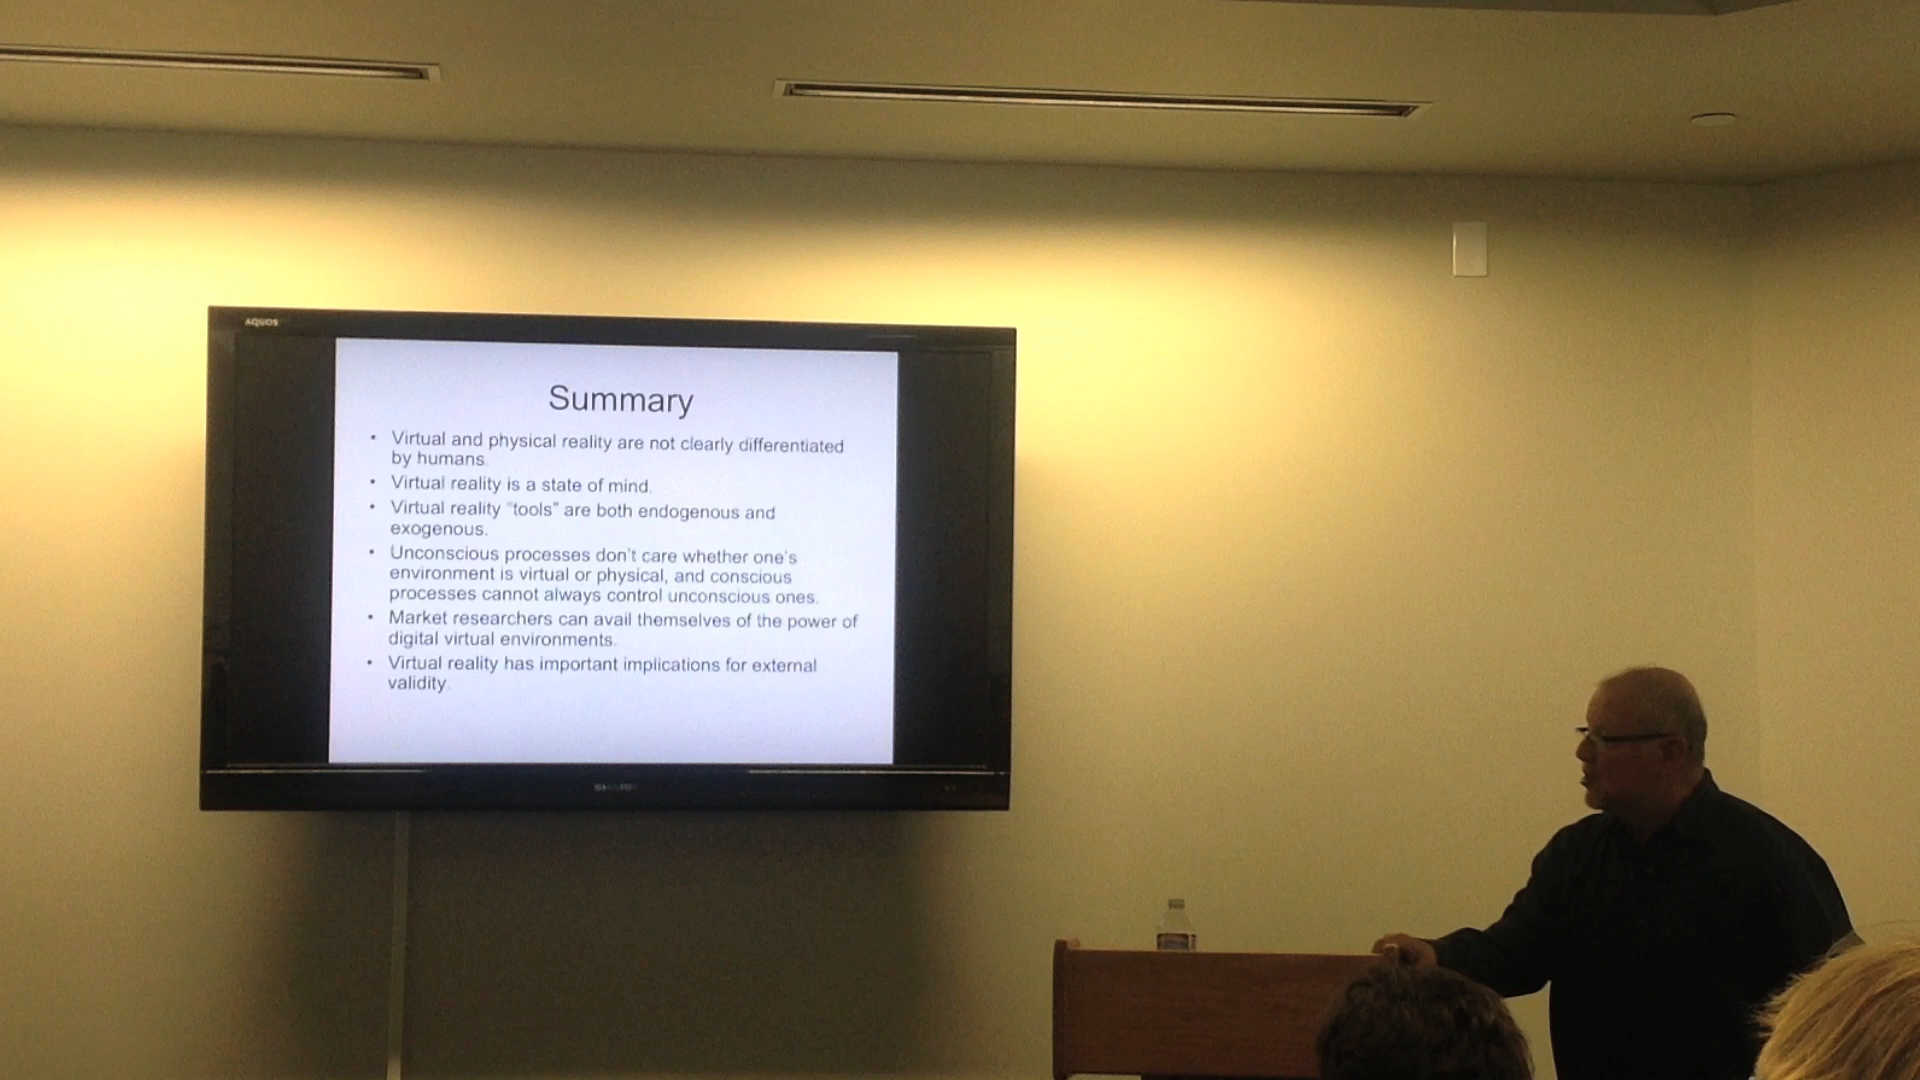 AQUOS
Summary
• Virtual and physical reality are not clearly differentiated
by humans.
• Virtual reality is a state of mind.
• Virtual reality "tools" are both endogenous and
exogenous.
• Unconscious processes don't care whether one's
environment is virtual or physical, and conscious
processes cannot always control unconscious ones.
• Market researchers can avail themselves of the power of
digital virtual environments.
• Virtual reality has important implications for external
validity.
SHARP